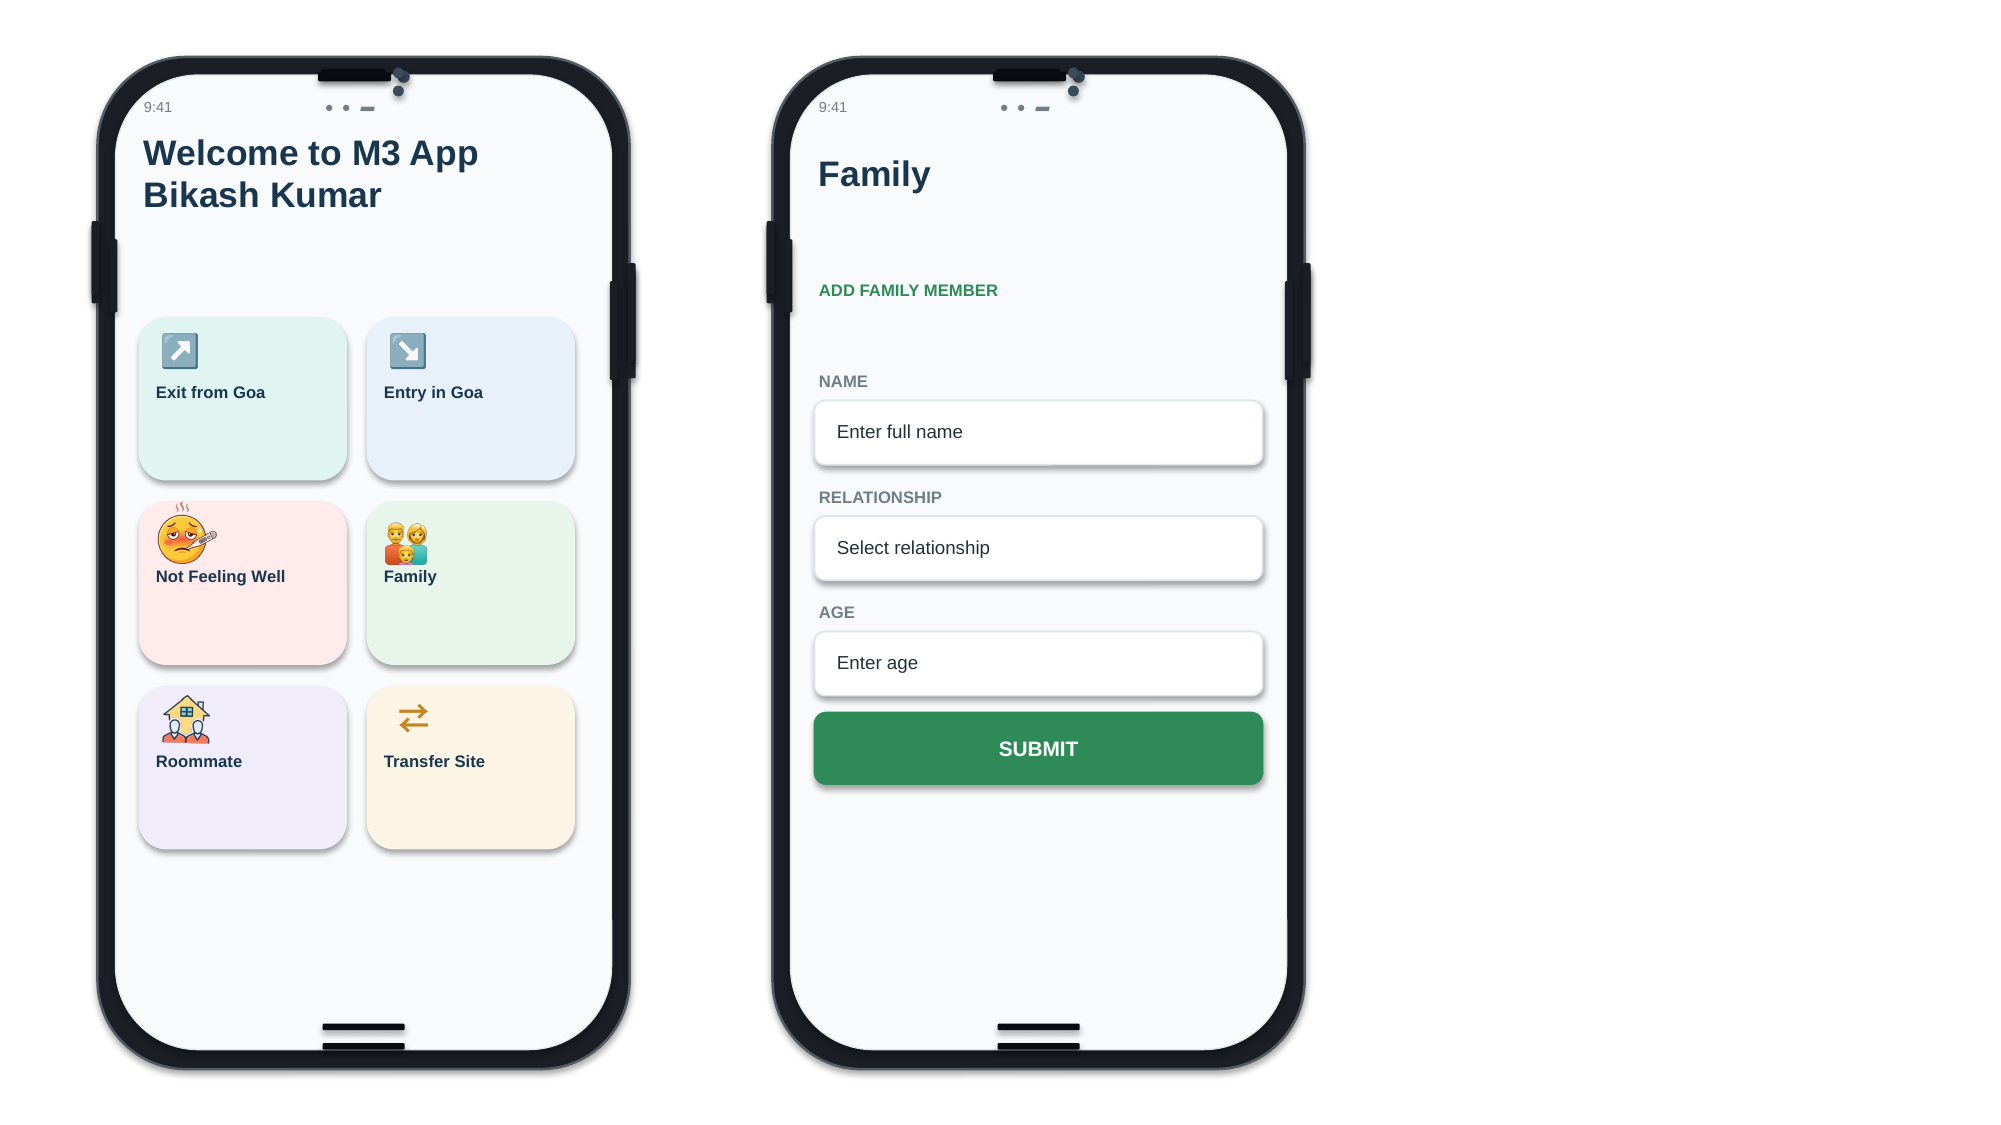 9:41
Welcome to M3 App
Bikash Kumar
Exit from Goa
Entry in Goa
Not Feeling Well
Family
Roommate
Transfer Site
9:41
Family
ADD FAMILY MEMBER
NAME
Enter full name
RELATIONSHIP
Select relationship
AGE
Enter age
SUBMIT